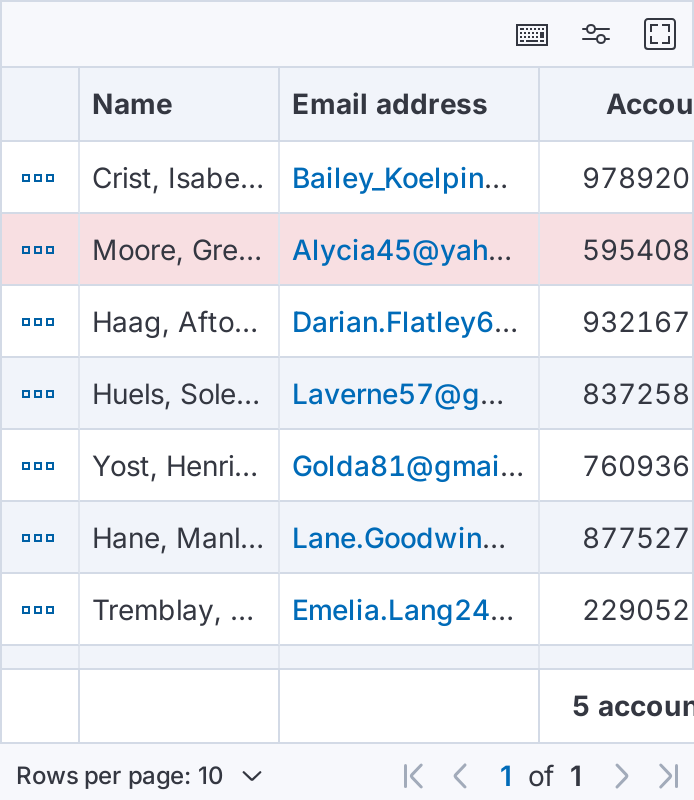 Name Email address Accou
Crist, Isabe... Bailey_Koelpin... 978920
Moore, Gre... Alycia45@yah... 595408
Haag, Afto... Darian.Flatley6... 932167
Huels, Sole... Laverne57@g... 837258
Yost, Henri... Golda81@gmai... 760936
Hane, Manl... Lane.Goodwin... 877527
Tremblay, ... Emelia.Lang24... 229052
5 accoun
Rows per page: 10 1 of 1